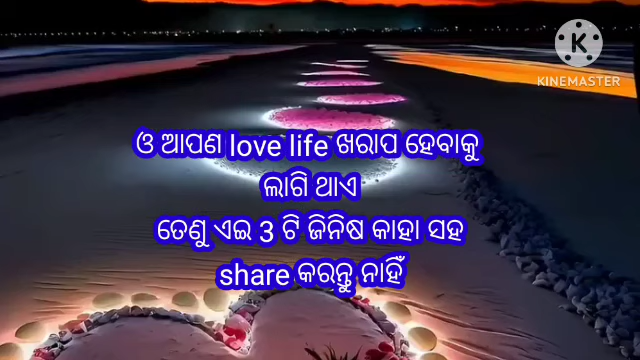 KINEMASTER
ଓ ଆପଣ love life ଖରାପ ହେବାକୁ
ଲାଗି ଥାଏ
ତେଣୁ ଏଇ 3 ଟି ଜିନିଷ କାହା ସହ
share କରନ୍ତୁ ନାହିଁ